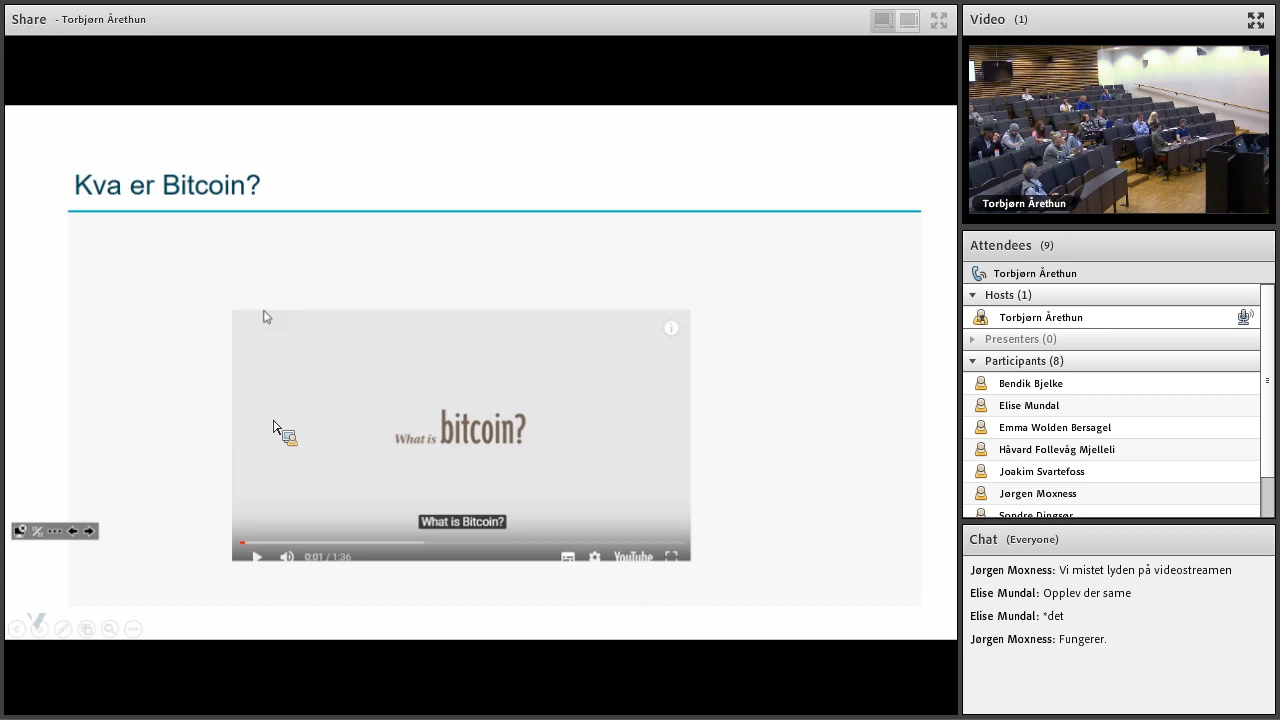 Share - Torbjørn Årethun
Kva er Bitcoin?
What is bitcoin?
What is Bitcoin?
0:01 / 1:36
YouTube
Video (1)
Torbjørn Årethun
Attendees (9)
Torbjørn Årethun
Hosts (1)
Torbjørn Årethun
Presenters (0)
Participants (8)
Bendik Bjelke
Elise Mundal
Emma Wolden Bersagel
Håvard Follevåg Mjelleli
Joakim Svartefoss
Jørgen Moxness
Sondre Dingsør
Chat (Everyone)
Jørgen Moxness: Vi mistet lyden på videostreamen
Elise Mundal: Opplev der same
Elise Mundal: *det
Jørgen Moxness: Fungerer.